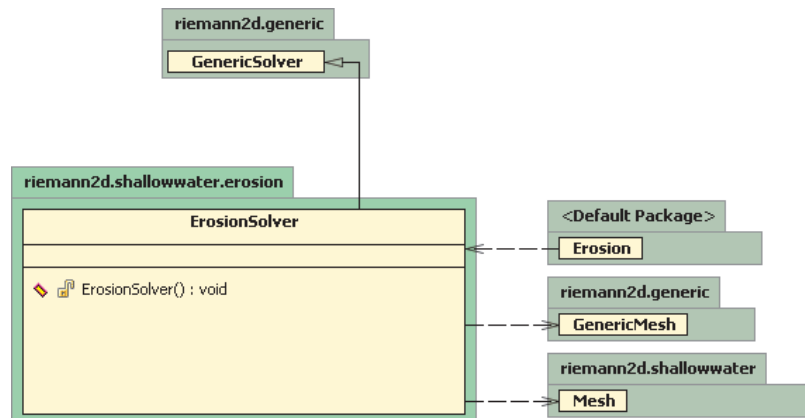 riemann2d.generic
GenericSolver
riemann2d.shallowwater.erosion
ErosionSolver
ErosionSolver() : void
<Default Package>
Erosion
riemann2d.generic
GenericMesh
riemann2d.shallowwater
Mesh